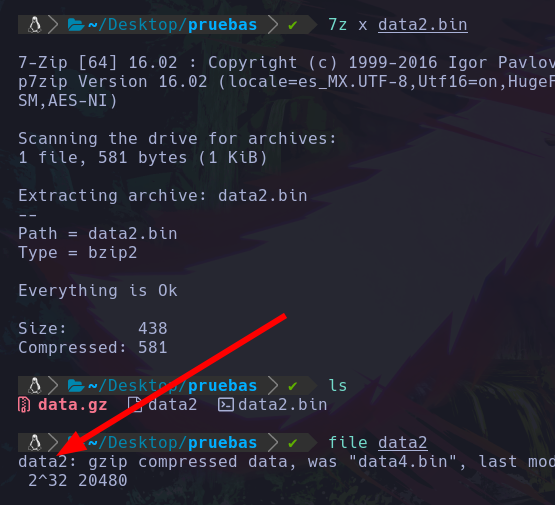 ~/Desktop/pruebas ✔ 7z x data2.bin
7-Zip [64] 16.02 : Copyright (c) 1999-2016 Igor Pavlov
p7zip Version 16.02 (locale=es_MX.UTF-8,Utf16=on,HugeF
SM,AES-NI)
Scanning the drive for archives:
1 file, 581 bytes (1 KiB)
Extracting archive: data2.bin
--
Path = data2.bin
Type = bzip2
Everything is Ok
Size: 438
Compressed: 581
~/Desktop/pruebas ✔ ls
data.gz data2 data2.bin
~/Desktop/pruebas ✔ file data2
data2: gzip compressed data, was "data4.bin", last mod
2^32 20480